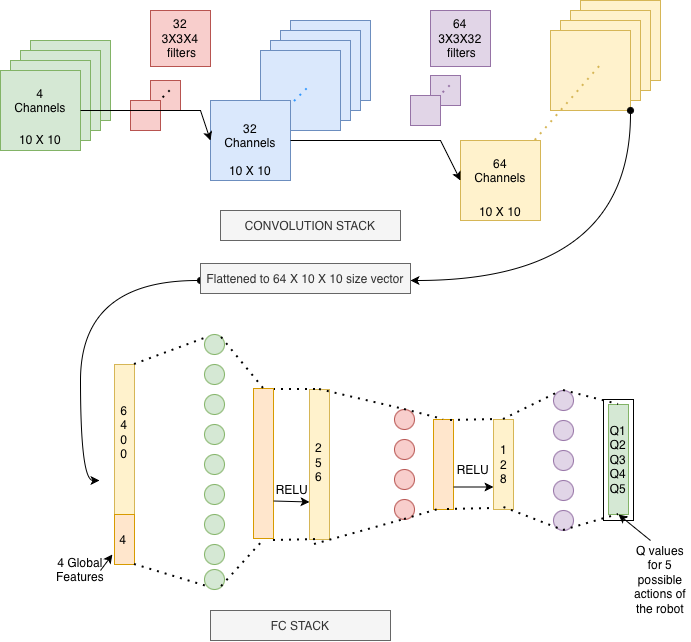 32
3X3X4
filters
64
3X3X32
filters
4
Channels
10 X 10
32
Channels
10 X 10
64
Channels
10 X 10
CONVOLUTION STACK
Flattened to 64 X 10 X 10 size vector
6
4
0
0
4
4 Global
Features
RELU
2
5
6
RELU
1
2
8
Q1
Q2
Q3
Q4
Q5
Q values
for 5
possible
actions of
the robot
FC STACK